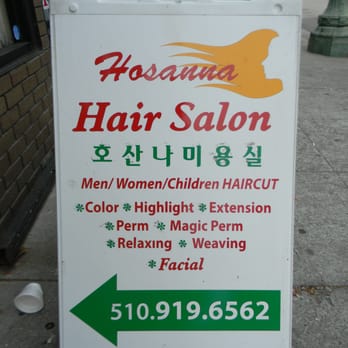 Hosanna
Hair Salon
호산나미용실
Men/Women/Children HAIRCUT
*Color *Highlight *Extension
*Perm *Magic Perm
*Relaxing *Weaving
*Facial
510.919.6562